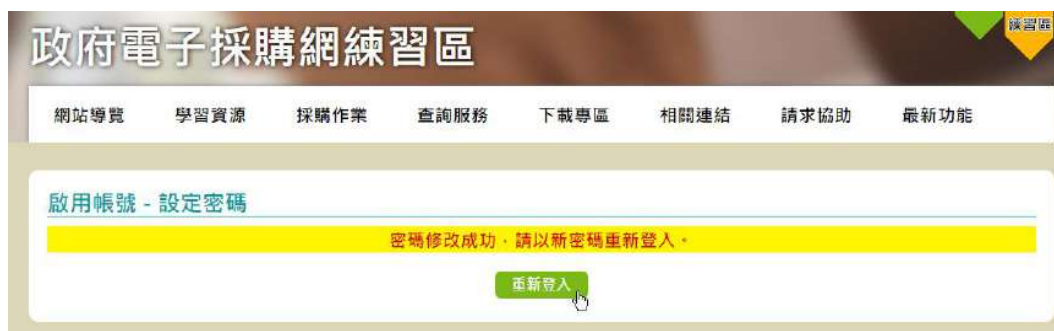 政府電子採購網練習區
練習區
網站導覽 學習資源 採購作業 查詢服務 下載專區 相關連結 請求協助 最新功能
啟用帳號 - 設定密碼
密碼修改成功，請以新密碼重新登入。
重新登入